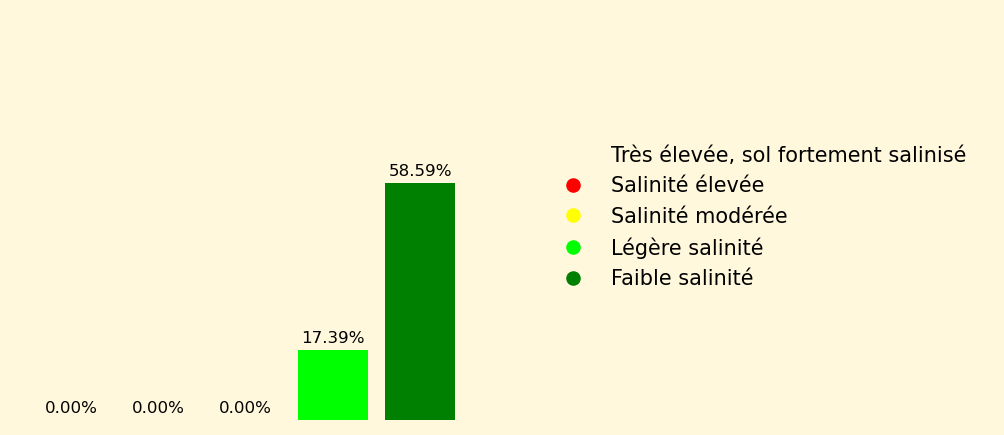 58.59%
17.39%
0.00% 0.00% 0.00%
Très élevée, sol fortement salinisé
Salinité élevée
Salinité modérée
Légère salinité
Faible salinité